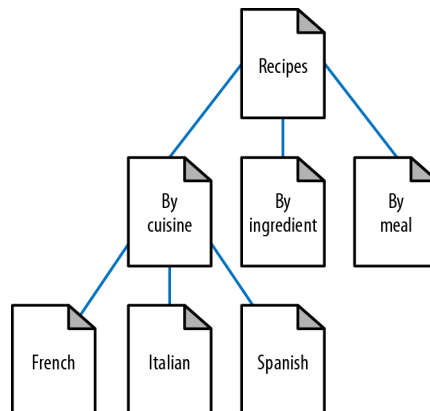 Recipes
By
cuisine
By
ingredient
By
meal
French
Italian
Spanish